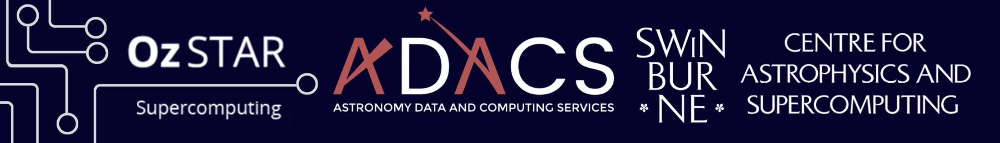 OzSTAR
Supercomputing
ADACS
ASTRONOMY DATA AND COMPUTING SERVICES
SWiN
BUR
NE
CENTRE FOR
ASTROPHYSICS AND
SUPERCOMPUTING